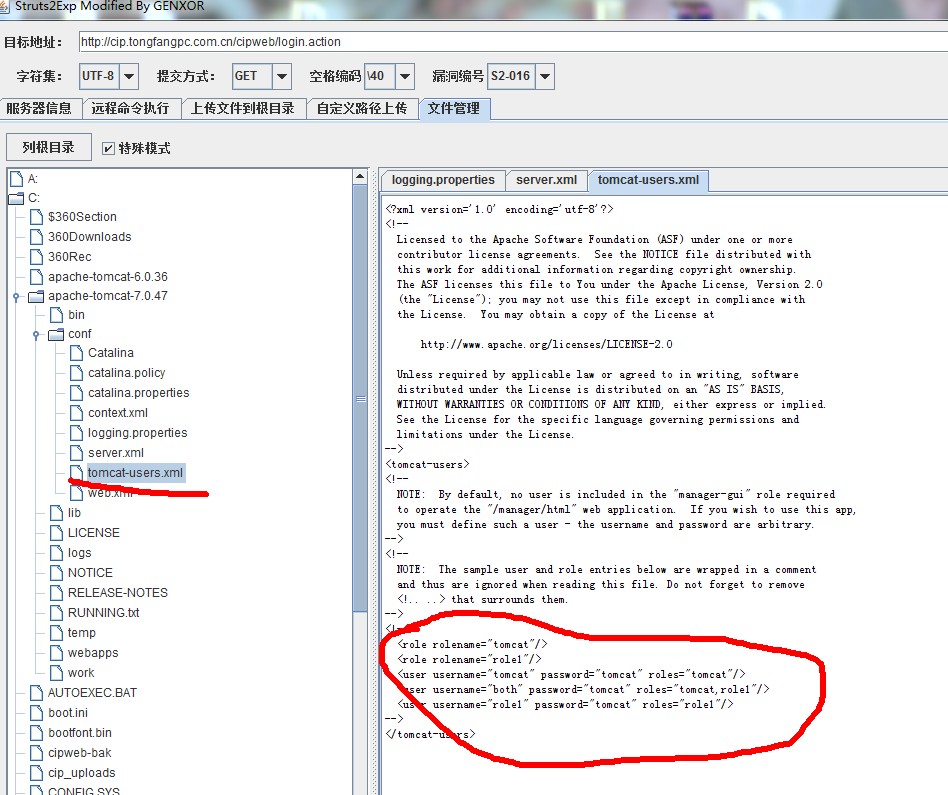 Struts2Exp Modified By GENXOR
目标地址： http://cip.tongfangpc.com.cn/cipweb/login.action
字符集： UTF-8 提交方式： GET 空格编码 \40 漏洞编号 S2-016
服务器信息 远程命令执行 上传文件到根目录 自定义路径上传 文件管理
列根目录 特殊模式
A:
C:
$360Section
360Downloads
360Rec
apache-tomcat-6.0.36
apache-tomcat-7.0.47
bin
conf
Catalina
catalina.policy
catalina.properties
context.xml
logging.properties
server.xml
tomcat-users.xml
web.xml
lib
LICENSE
logs
NOTICE
RELEASE-NOTES
RUNNING.txt
temp
webapps
work
AUTOEXEC.BAT
boot.ini
bootfont.bin
cipweb-bak
cip_uploads
CONFIG.SYS
logging.properties server.xml tomcat-users.xml
<?xml version='1.0' encoding='utf-8'?>
<!--
Licensed to the Apache Software Foundation (ASF) under one or more
contributor license agreements.  See the NOTICE file distributed with
this work for additional information regarding copyright ownership.
The ASF licenses this file to You under the Apache License, Version 2.0
(the "License"); you may not use this file except in compliance with
the License.  You may obtain a copy of the License at
http://www.apache.org/licenses/LICENSE-2.0
Unless required by applicable law or agreed to in writing, software
distributed under the License is distributed on an "AS IS" BASIS,
WITHOUT WARRANTIES OR CONDITIONS OF ANY KIND, either express or implied.
See the License for the specific language governing permissions and
limitations under the License.
-->
<tomcat-users>
<!--
NOTE:  By default, no user is included in the "manager-gui" role required
to operate the "/manager/html" web application.  If you wish to use this app,
you must define such a user - the username and password are arbitrary.
-->
<!--
NOTE:  The sample user and role entries below are wrapped in a comment
and thus are ignored when reading this file. Do not forget to remove
<!.. ..> that surrounds them.
-->
<!--
<role rolename="tomcat"/>
<role rolename="role1"/>
<user username="tomcat" password="tomcat" roles="tomcat"/>
<user username="both" password="tomcat" roles="tomcat,role1"/>
<user username="role1" password="tomcat" roles="role1"/>
-->
</tomcat-users>